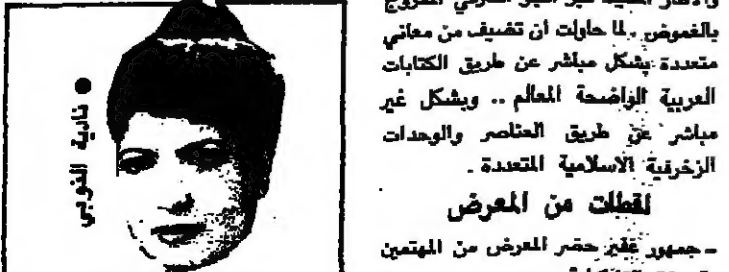 بالغموض .. لما حاولت ان تضيف من معاني
متعددة بشكل مباشر عن طريق الكتابات
العربية الواضحة المعالم .. وبشكل غير
مباشر عن طريق العناصر والوحدات
الزخرفية الاسلامية المتعددة .
لقطات من المعرض
ـ جمهور غفير حضر المعرض من المهتمين
● نادية النوبي